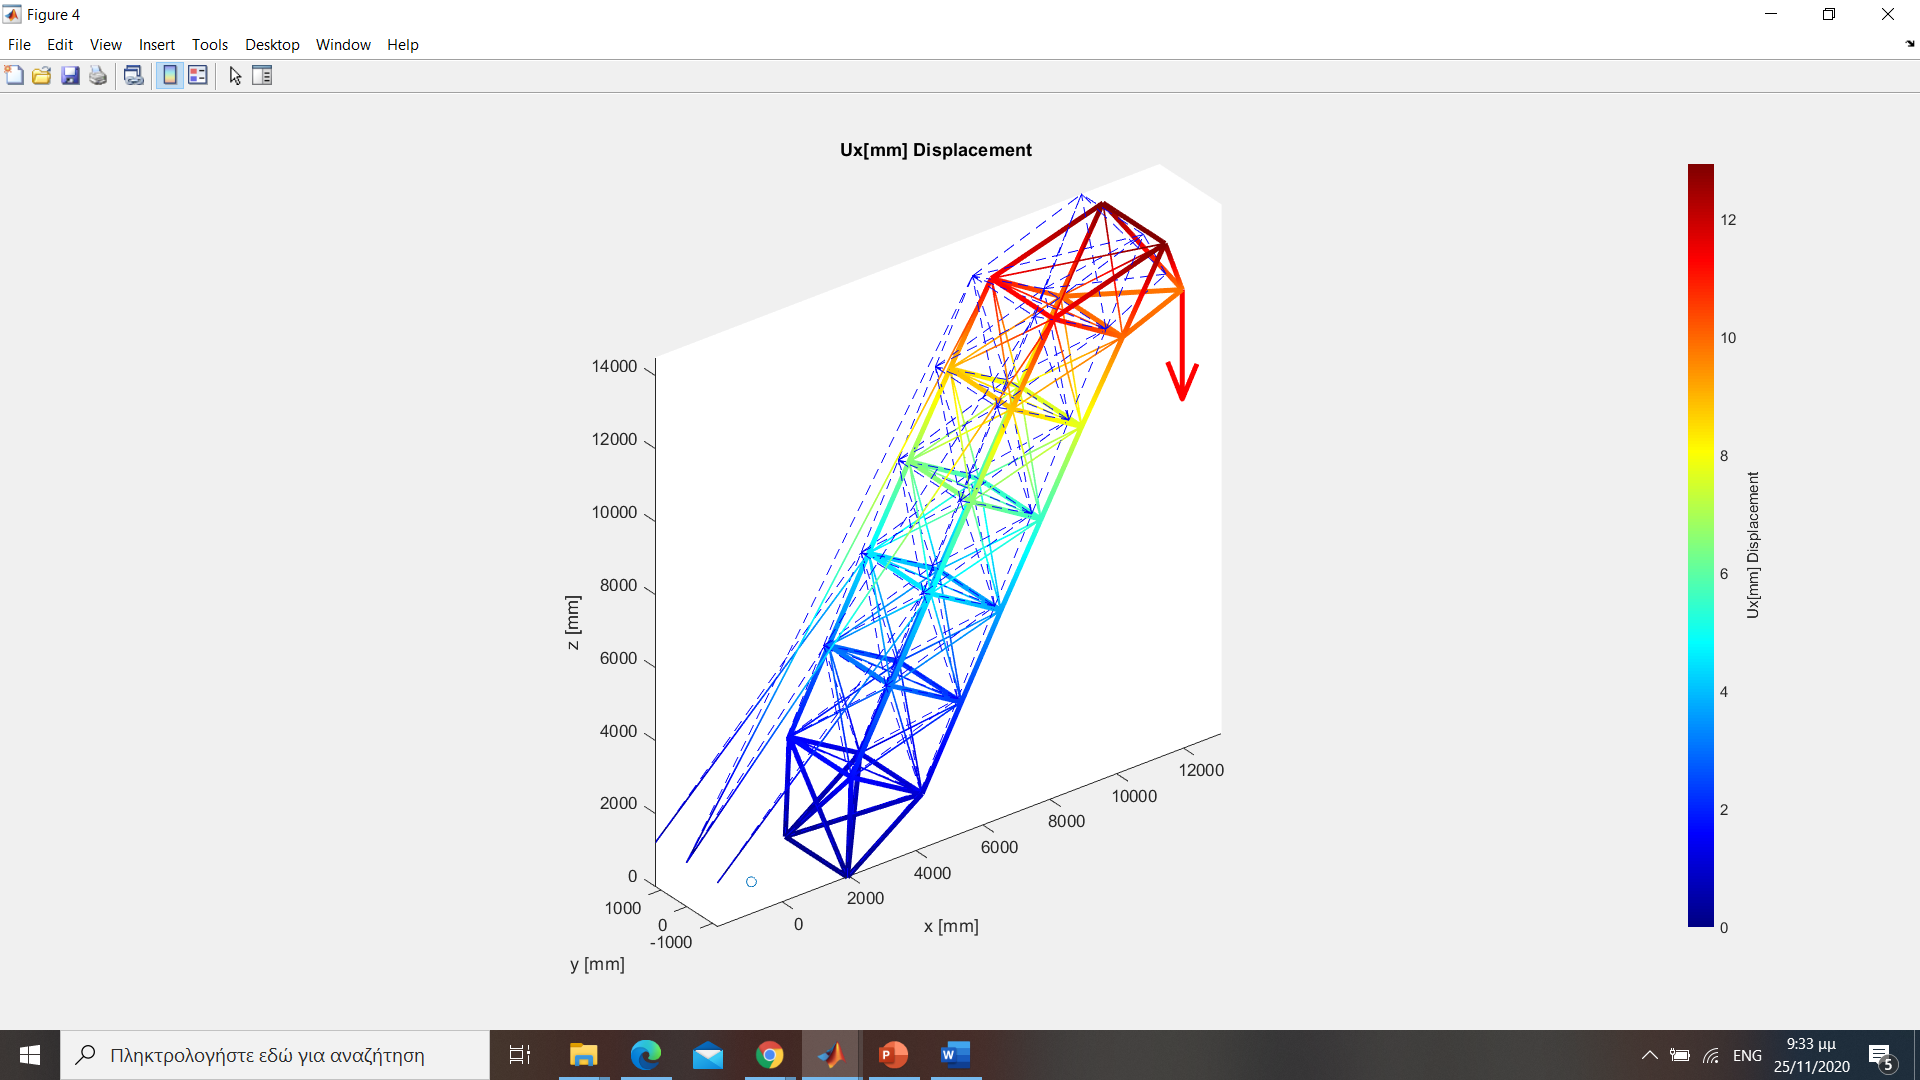 Figure 4
File Edit View Insert Tools Desktop Window Help
Ux[mm] Displacement
14000
12000
10000
8000
6000
4000
2000
0
z [mm]
1000
0
-1000
y [mm]
0
2000
4000
6000
8000
10000
12000
x [mm]
12
10
8
6
4
2
0
Ux[mm] Displacement
Πληκτρολογήστε εδώ για αναζήτηση
P
W
ENG
9:33 μμ
25/11/2020
5